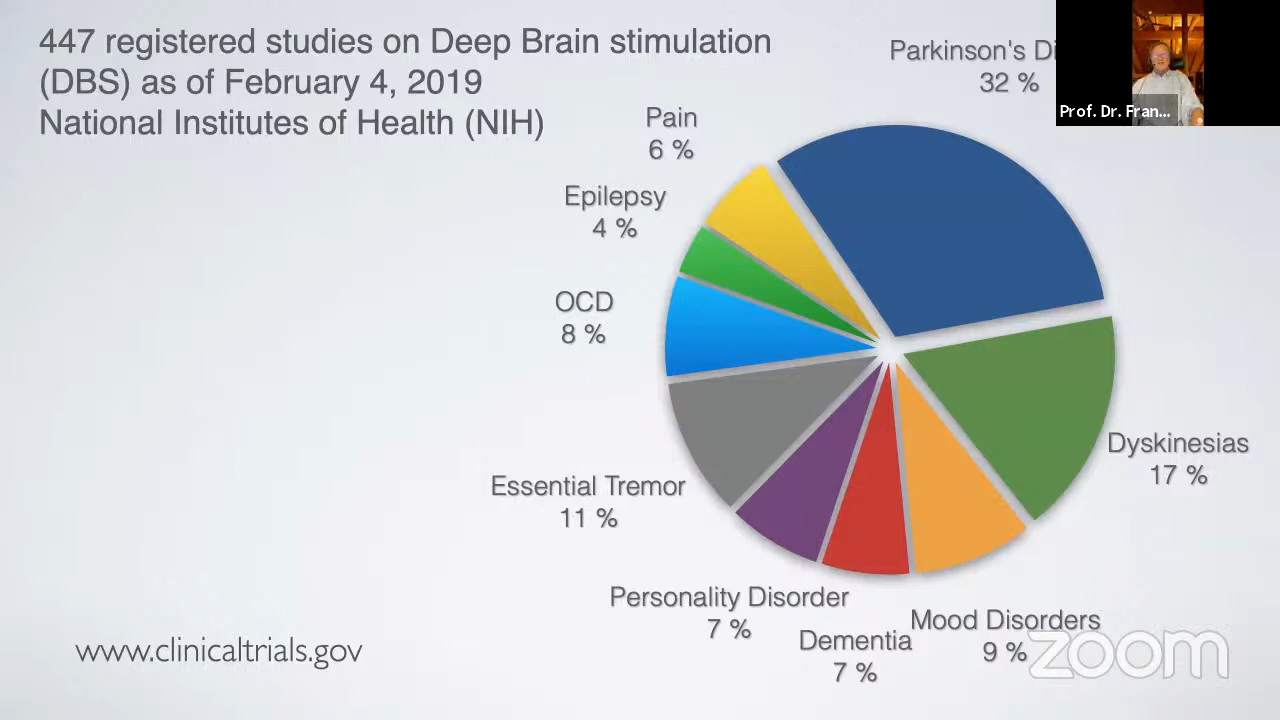 447 registered studies on Deep Brain stimulation
(DBS) as of February 4, 2019
National Institutes of Health (NIH)
Parkinson's Di
32 %
Prof. Dr. Fran...
Pain
6 %
Epilepsy
4 %
OCD
8 %
Dyskinesias
17 %
Essential Tremor
11 %
Personality Disorder
7 %
Dementia
7 %
Mood Disorders
9 %
www.clinicaltrials.gov
zoom